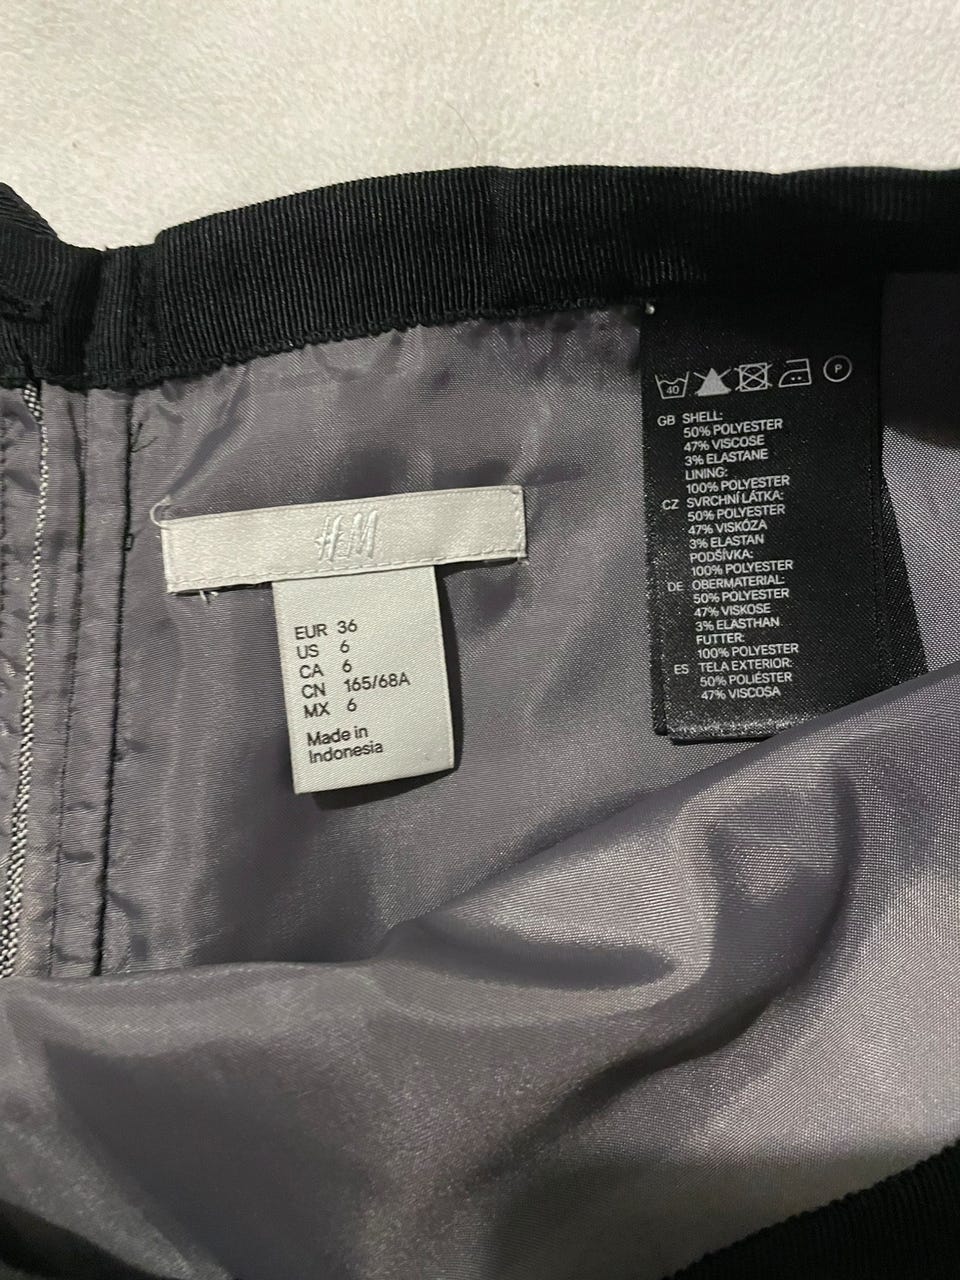 H&M
EUR 36
US 6
CA 6
CN 165/68A
MX 6
Made in
Indonesia
40
P
GB SHELL:
50% POLYESTER
47% VISCOSE
3% ELASTANE
LINING:
100% POLYESTER
CZ SVRCHNÍ LÁTKA:
50% POLYESTER
47% VISKÓZA
3% ELASTAN
PODŠÍVKA:
100% POLYESTER
DE OBERMATERIAL:
50% POLYESTER
47% VISKOSE
3% ELASTHAN
FUTTER:
100% POLYESTER
ES TELA EXTERIOR:
50% POLIÉSTER
47% VISCOSA